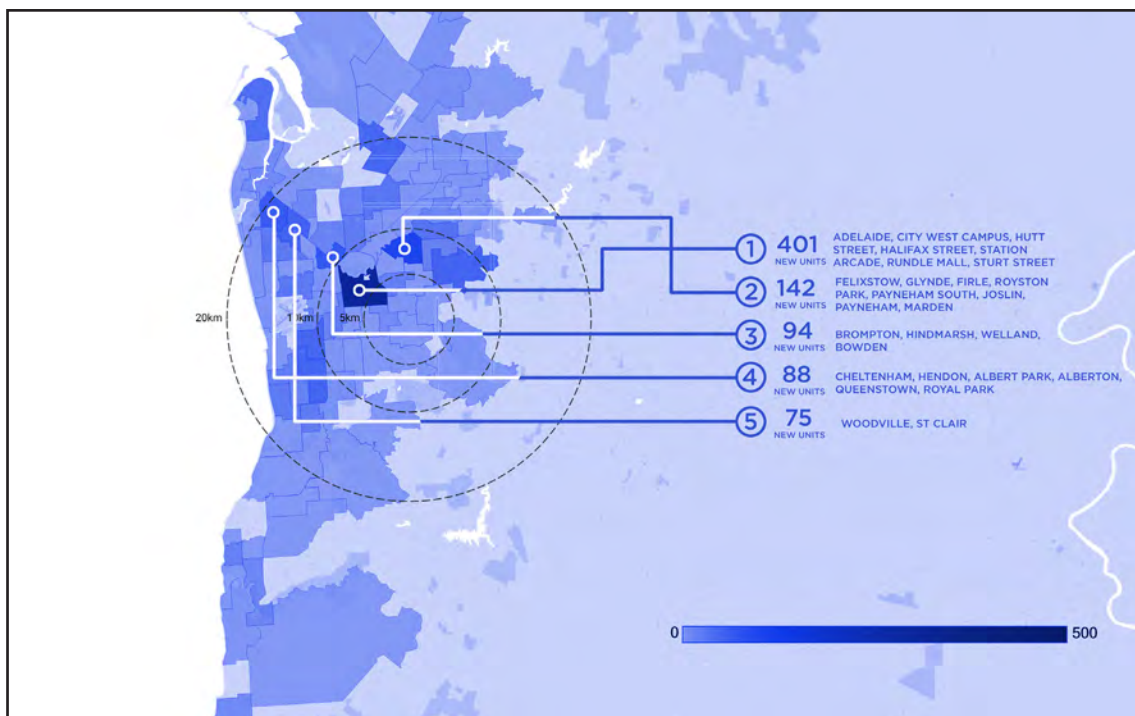 1
401
NEW UNITS
ADELAIDE, CITY WEST CAMPUS, HUTT
STREET, HALIFAX STREET, STATION
ARCADE, RUNDLE MALL, STURT STREET
2
142
NEW UNITS
FELIXSTOW, GLYNDE, FIRLE, ROYSTON
PARK, PAYNEHAM SOUTH, JOSLIN,
PAYNEHAM, MARDEN
20km
10km
5km
3
94
NEW UNITS
BROMPTON, HINDMARSH, WELLAND,
BOWDEN
4
88
NEW UNITS
CHELTENHAM, HENDON, ALBERT PARK, ALBERTON,
QUEENSTOWN, ROYAL PARK
5
75
NEW UNITS
WOODVILLE, ST CLAIR
0
500